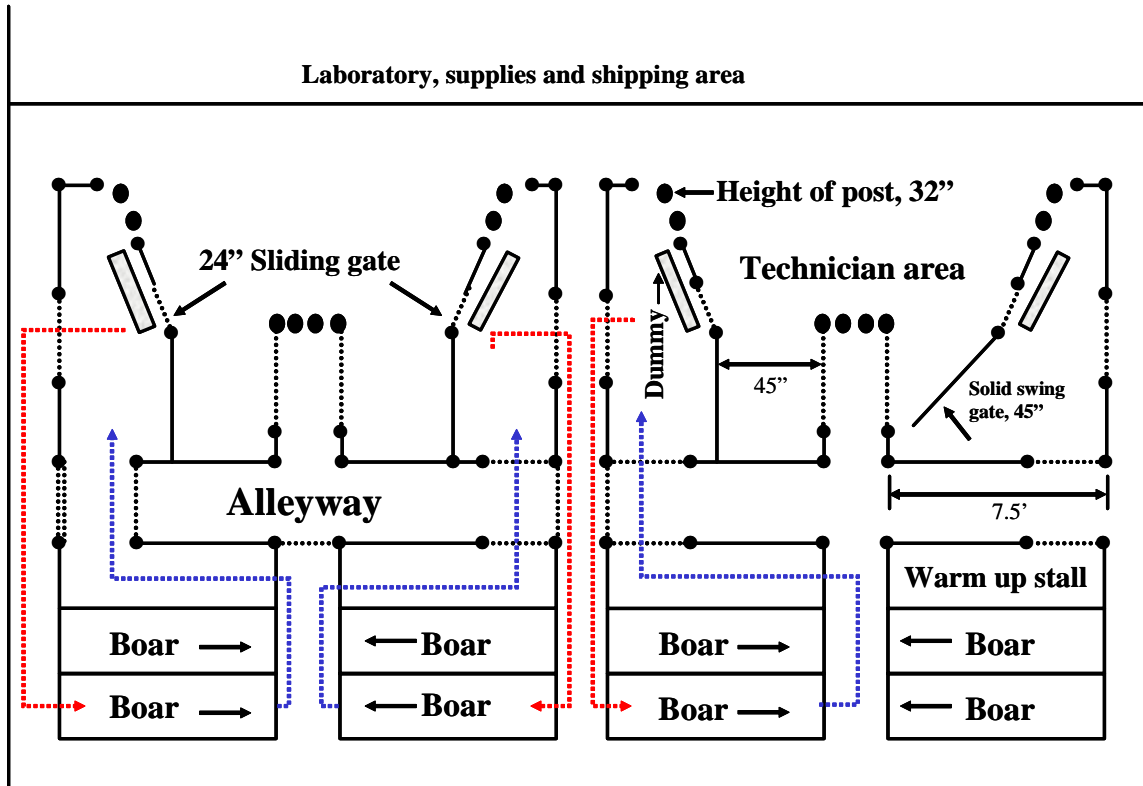 Laboratory, supplies and shipping area
Height of post, 32”
24” Sliding gate
Technician area
Dummy
45”
Solid swing
gate, 45”
Alleyway
7.5’
Warm up stall
Boar
Boar
Boar
Boar
Boar
Boar
Boar
Boar